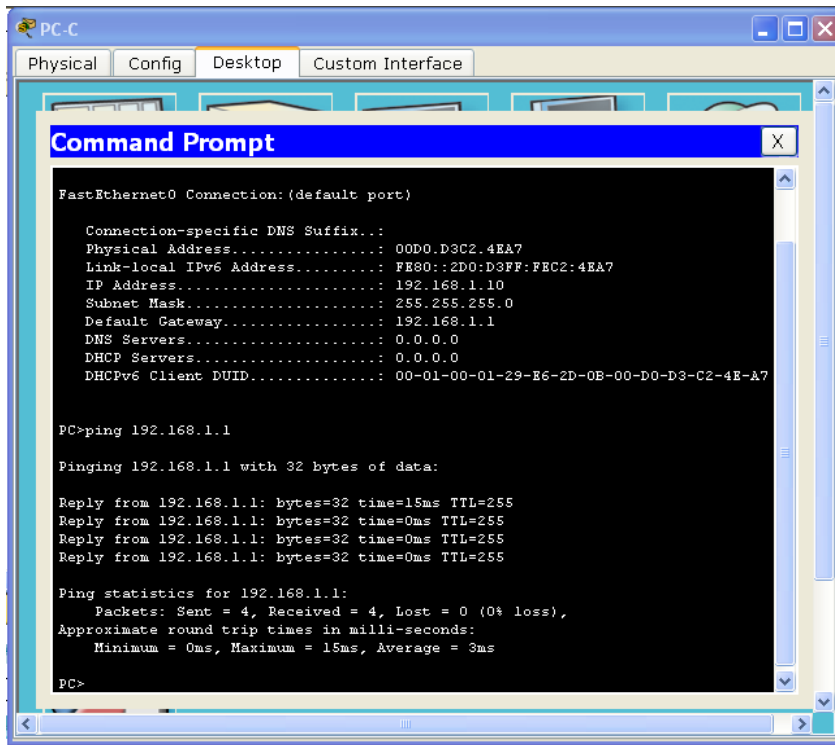 PC-C
Physical Config Desktop Custom Interface
Command Prompt X
FastEthernet0 Connection:(default port)
Connection-specific DNS Suffix..:
Physical Address................: 00D0.D3C2.4EA7
Link-local IPv6 Address.........: FE80::2D0:D3FF:FEC2:4EA7
IP Address......................: 192.168.1.10
Subnet Mask.....................: 255.255.255.0
Default Gateway.................: 192.168.1.1
DNS Servers.....................: 0.0.0.0
DHCP Servers....................: 0.0.0.0
DHCPv6 Client DUID..............: 00-01-00-01-29-E6-2D-0B-00-D0-D3-C2-4E-A7
PC>ping 192.168.1.1
Pinging 192.168.1.1 with 32 bytes of data:
Reply from 192.168.1.1: bytes=32 time=15ms TTL=255
Reply from 192.168.1.1: bytes=32 time=0ms TTL=255
Reply from 192.168.1.1: bytes=32 time=0ms TTL=255
Reply from 192.168.1.1: bytes=32 time=0ms TTL=255
Ping statistics for 192.168.1.1:
Packets: Sent = 4, Received = 4, Lost = 0 (0% loss),
Approximate round trip times in milli-seconds:
Minimum = 0ms, Maximum = 15ms, Average = 3ms
PC>